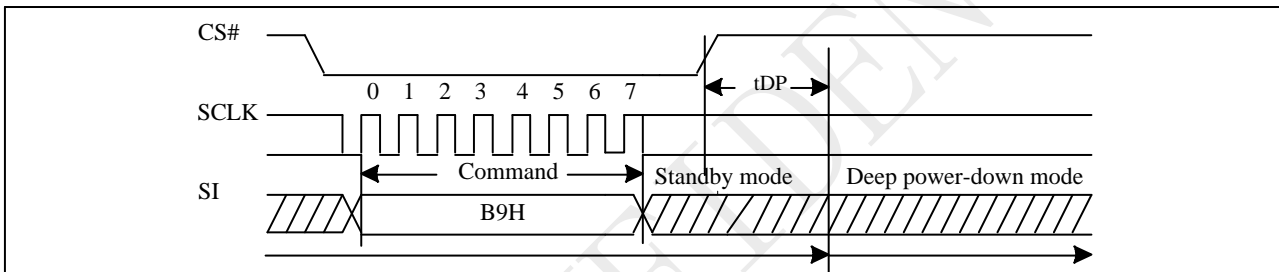 CS#
tDP
0 1 2 3 4 5 6 7
SCLK
Command
Standby mode
Deep power-down mode
SI
B9H